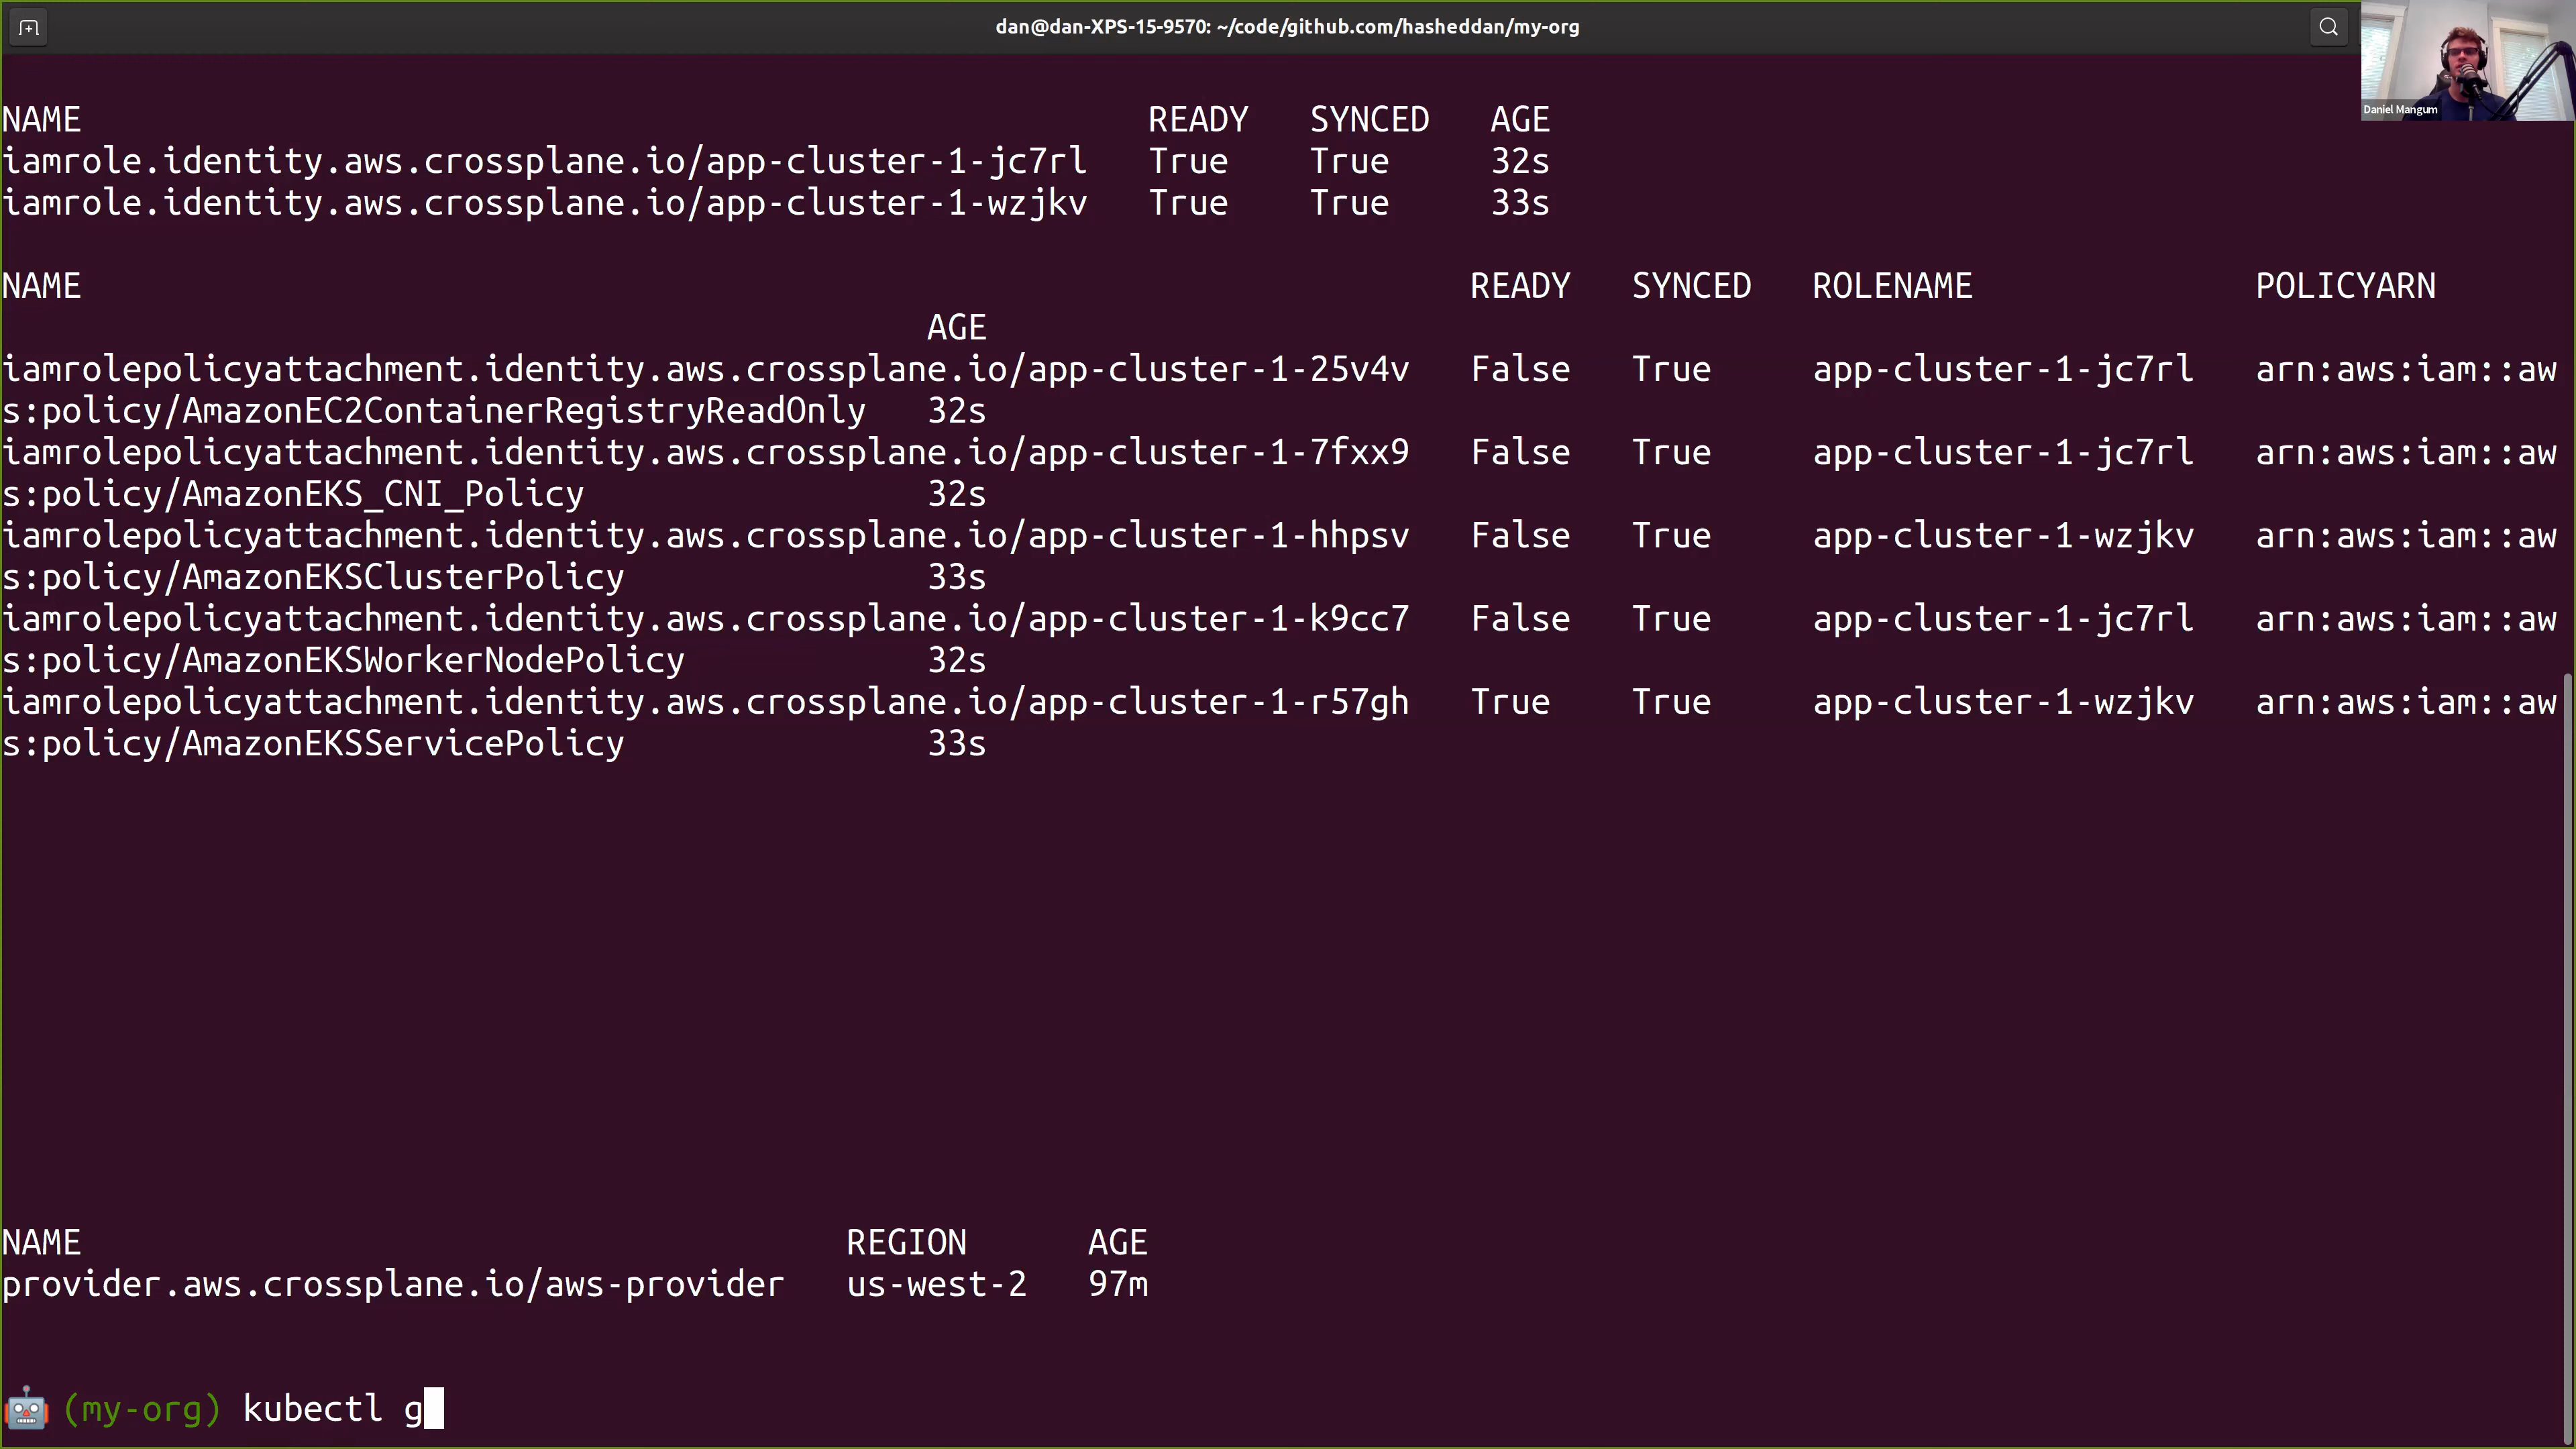 dan@dan-XPS-15-9570: ~/code/github.com/hasheddan/my-org
Daniel Mangum
NAME READY SYNCED AGE
iamrole.identity.aws.crossplane.io/app-cluster-1-jc7rl True True 32s
iamrole.identity.aws.crossplane.io/app-cluster-1-wzjkv True True 33s
NAME READY SYNCED ROLENAME POLICYARN
AGE
iamrolepolicyattachment.identity.aws.crossplane.io/app-cluster-1-25v4v False True app-cluster-1-jc7rl arn:aws:iam::aw
s:policy/AmazonEC2ContainerRegistryReadOnly 32s
iamrolepolicyattachment.identity.aws.crossplane.io/app-cluster-1-7fxx9 False True app-cluster-1-jc7rl arn:aws:iam::aw
s:policy/AmazonEKS_CNI_Policy 32s
iamrolepolicyattachment.identity.aws.crossplane.io/app-cluster-1-hhpsv False True app-cluster-1-wzjkv arn:aws:iam::aw
s:policy/AmazonEKSClusterPolicy 33s
iamrolepolicyattachment.identity.aws.crossplane.io/app-cluster-1-k9cc7 False True app-cluster-1-jc7rl arn:aws:iam::aw
s:policy/AmazonEKSWorkerNodePolicy 32s
iamrolepolicyattachment.identity.aws.crossplane.io/app-cluster-1-r57gh True True app-cluster-1-wzjkv arn:aws:iam::aw
s:policy/AmazonEKSServicePolicy 33s
NAME REGION AGE
provider.aws.crossplane.io/aws-provider us-west-2 97m
(my-org) kubectl g